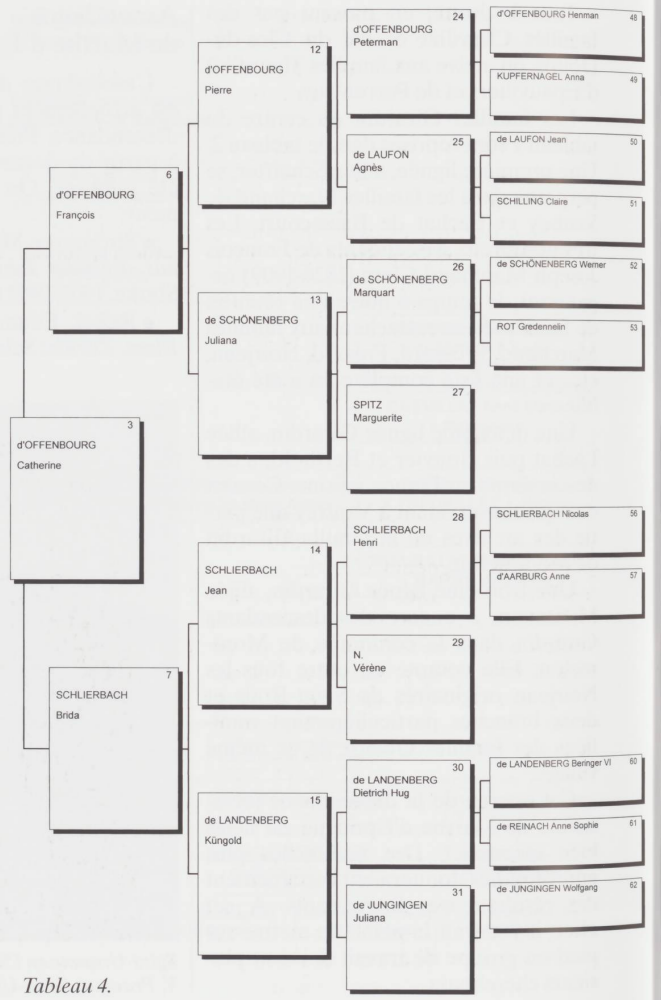 3
d'OFFENBOURG
Catherine
6
d'OFFENBOURG
François
7
SCHLIERBACH
Brida
12
d'OFFENBOURG
Pierre
13
de SCHÖNENBERG
Juliana
14
SCHLIERBACH
Jean
15
de LANDENBERG
Küngold
24
d'OFFENBOURG
Peterman
25
de LAUFON
Agnès
26
de SCHÖNENBERG
Marquart
27
SPITZ
Marguerite
28
SCHLIERBACH
Henri
29
N.
Vérène
30
de LANDENBERG
Dietrich Hug
31
de JUNGINGEN
Juliana
d'OFFENBOURG Henman 48
KUPFERNAGEL Anna 49
de LAUFON Jean 50
SCHILLING Claire 51
de SCHÖNENBERG Werner 52
ROT Gredennelin 53
SCHLIERBACH Nicolas 56
d'AARBURG Anne 57
de LANDENBERG Beringer VI 60
de REINACH Anne Sophie 61
de JUNGINGEN Wolfgang 62
Tableau 4.